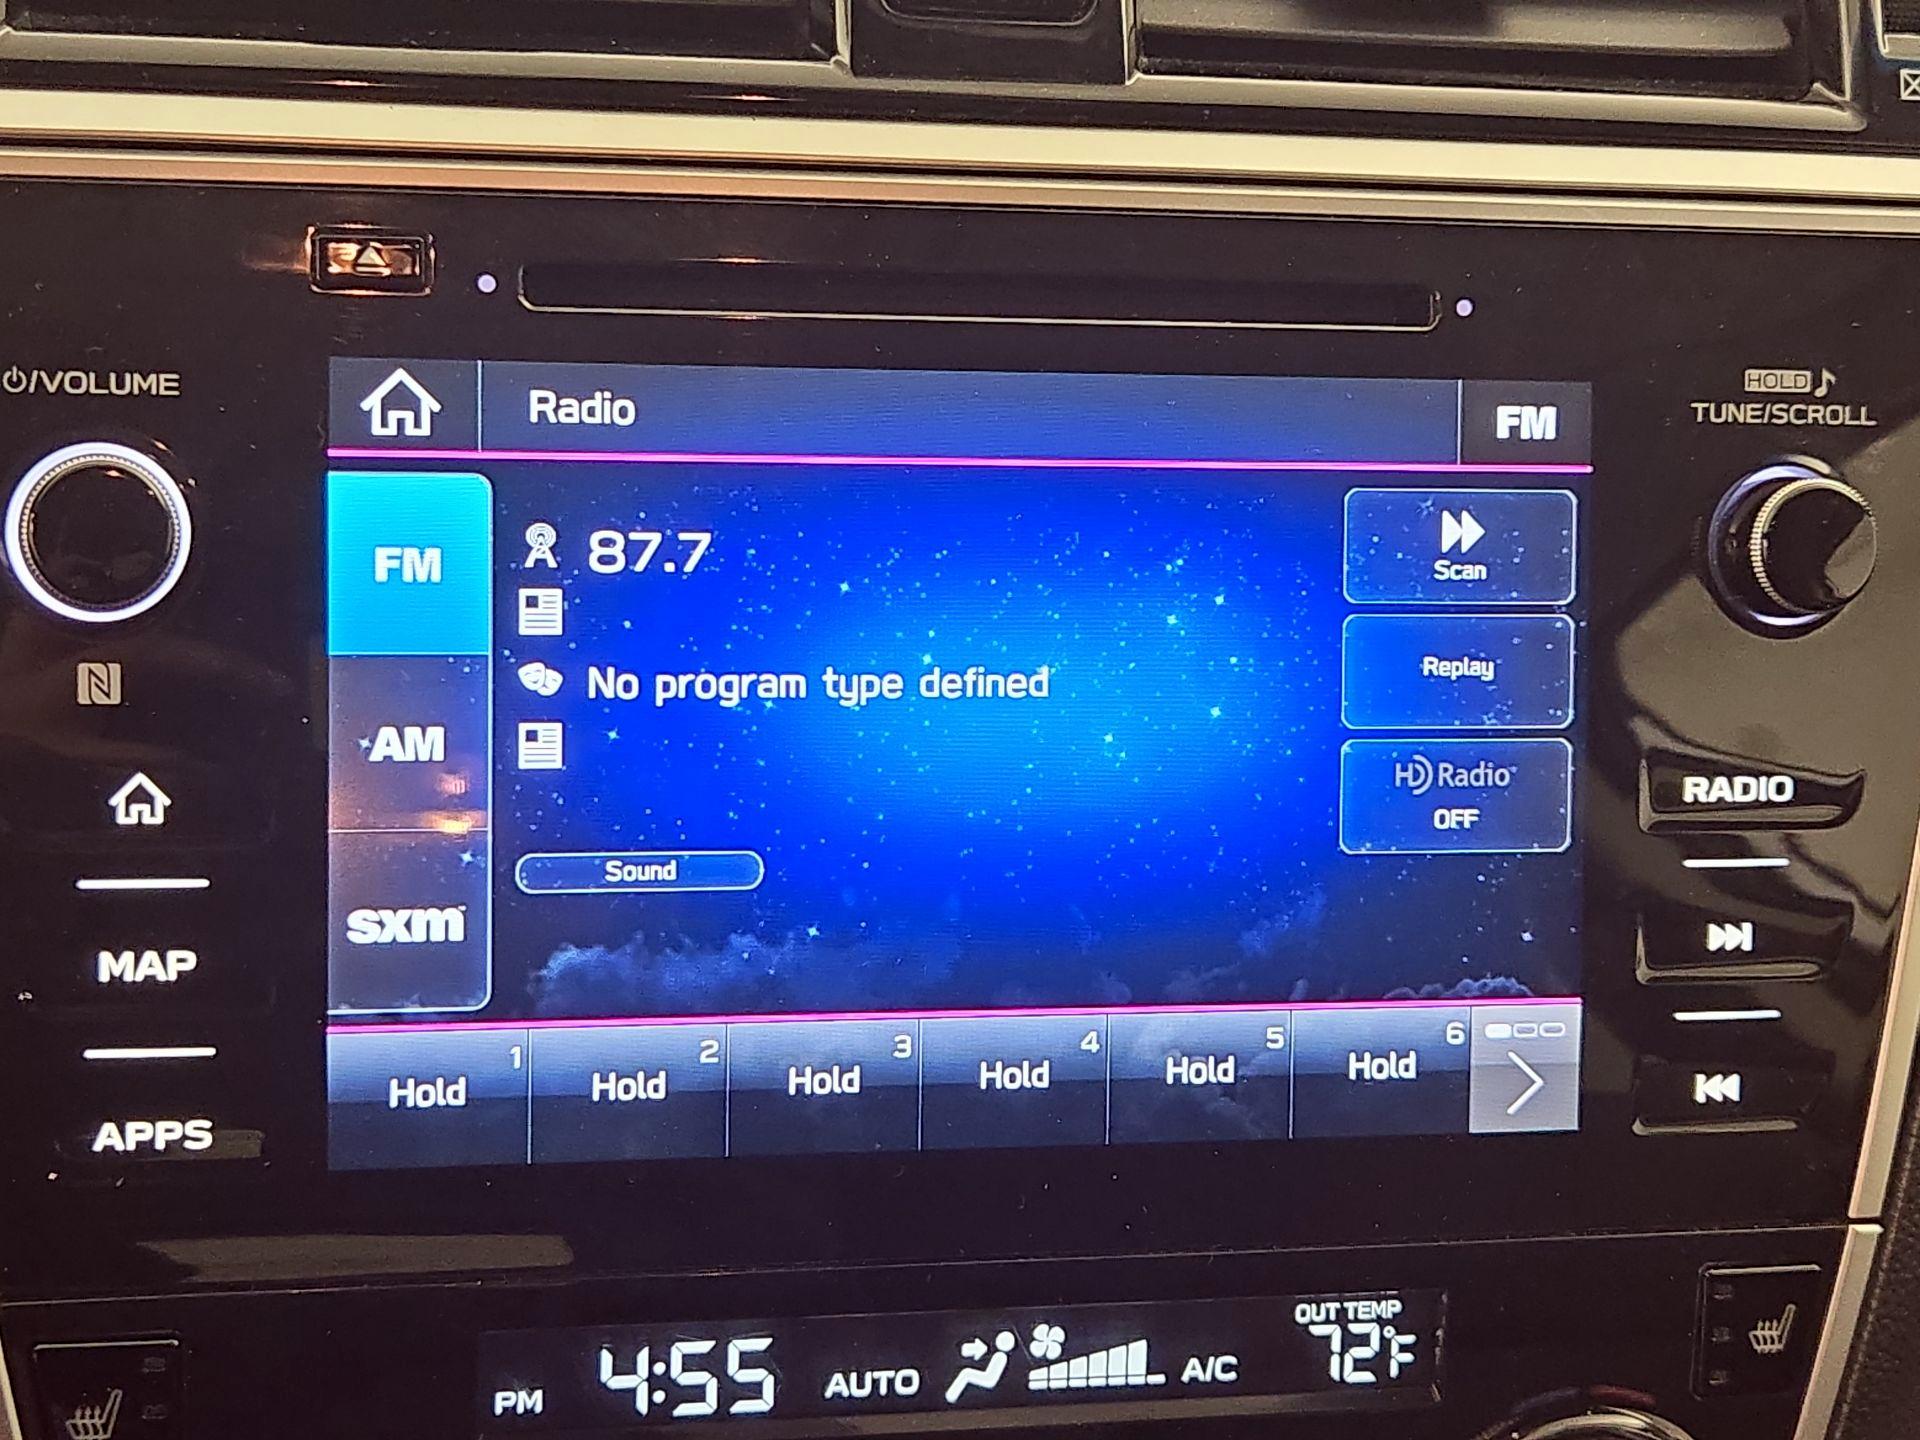 ⏻/VOLUME
HOLD ♪
TUNE/SCROLL
Radio
FM
FM
87.7
Scan
Replay
No program type defined
AM
HD Radio
OFF
RADIO
Sound
sxm
MAP
APPS
1
Hold
2
Hold
3
Hold
4
Hold
5
Hold
6
Hold
PM 4:55 AUTO A/C
OUT TEMP
72°F